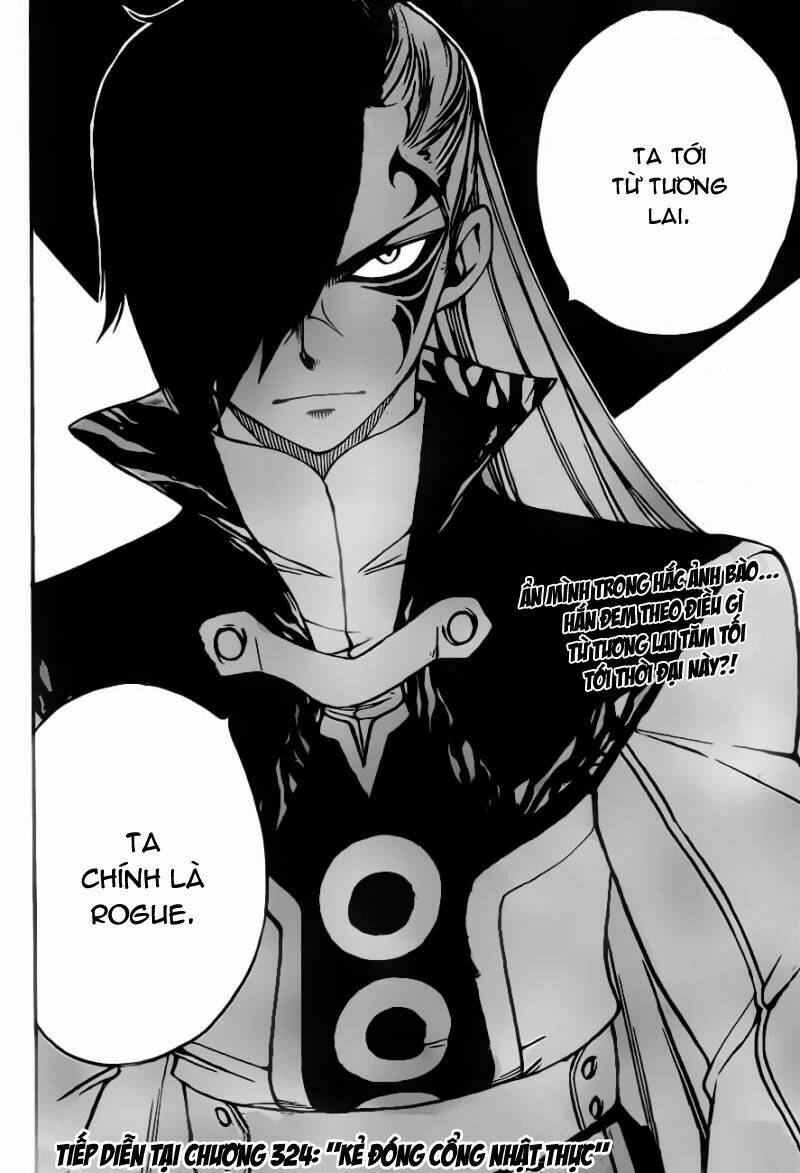 TA TỚI
TỪ TƯƠNG
LAI.
ẨN MÌNH TRONG HẮC ẢNH BÀO...
HẮN ĐEM THEO ĐIỀU GÌ
TỪ TƯƠNG LAI TĂM TỐI
TỚI THỜI ĐẠI NÀY?!
TA
CHÍNH LÀ
ROGUE.
TIẾP DIỄN TẠI CHƯƠNG 324: "KẺ ĐÓNG CỔNG NHẬT THỰC"